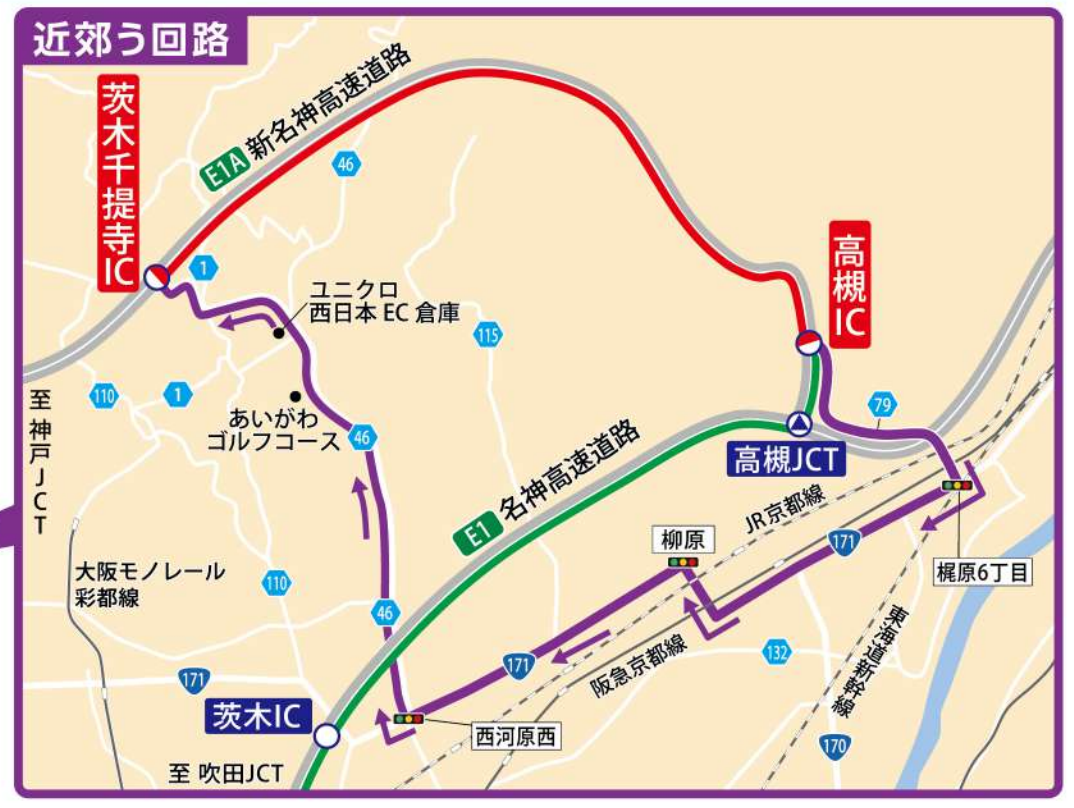 近郊う回路
茨木千提寺IC
E1A 新名神高速道路
46
1
ユニクロ
西日本 EC 倉庫
高槻IC
115
110
1
至 神戸JCT
あいがわ
ゴルフコース
46
79
高槻JCT
E1 名神高速道路
JR京都線
柳原
171
梶原6丁目
大阪モノレール
彩都線
110
46
東海道新幹線
阪急京都線
132
171
171
茨木IC
西河原西
170
至 吹田JCT